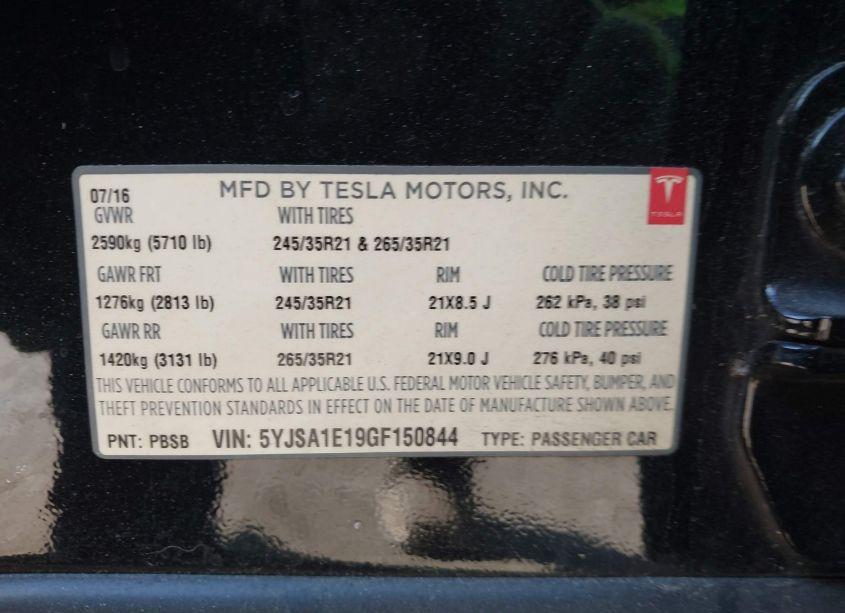 07/16 MFD BY TESLA MOTORS, INC.
TESLA
GVWR WITH TIRES
2590kg (5710 lb) 245/35R21 & 265/35R21
GAWR FRT WITH TIRES RIM COLD TIRE PRESSURE
1276kg (2813 lb) 245/35R21 21X8.5 J 262 kPa, 38 psi
GAWR RR WITH TIRES RIM COLD TIRE PRESSURE
1420kg (3131 lb) 265/35R21 21X9.0 J 276 kPa, 40 psi
THIS VEHICLE CONFORMS TO ALL APPLICABLE U.S. FEDERAL MOTOR VEHICLE SAFETY, BUMPER, AND
THEFT PREVENTION STANDARDS IN EFFECT ON THE DATE OF MANUFACTURE SHOWN ABOVE.
PNT: PBSB VIN: 5YJSA1E19GF150844 TYPE: PASSENGER CAR